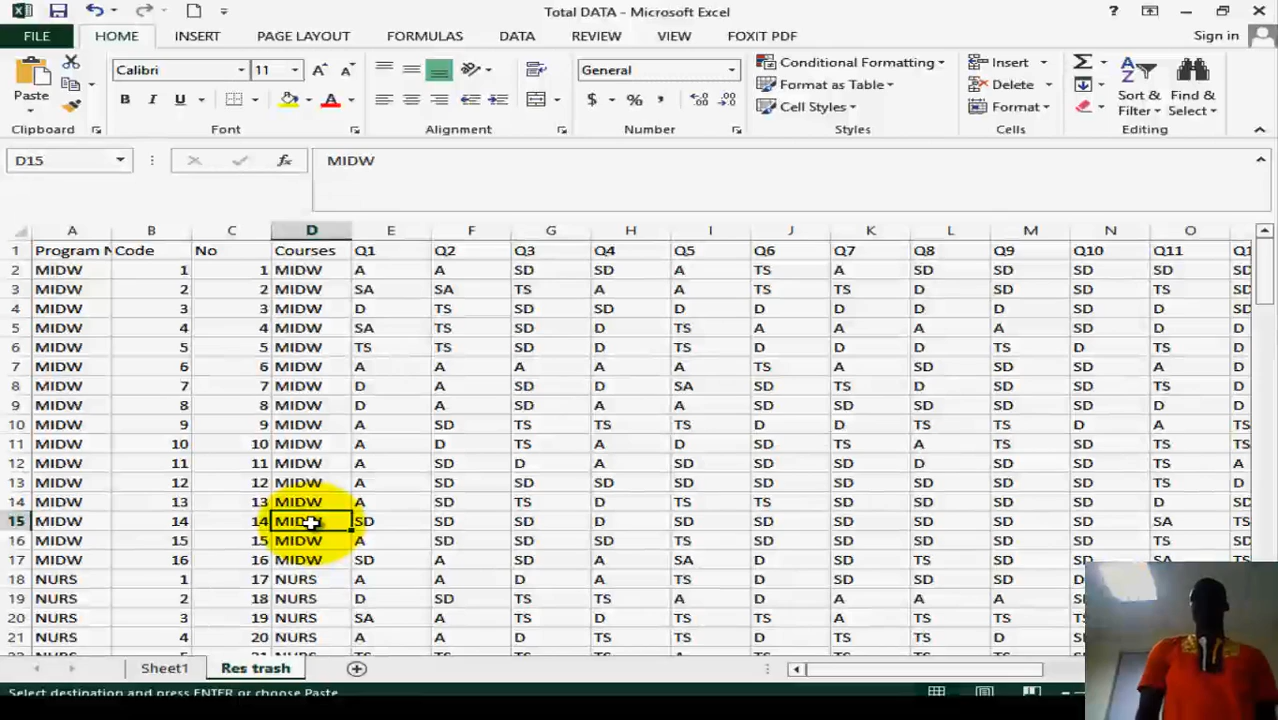 Total DATA - Microsoft Excel
Sign in
FILE HOME INSERT PAGE LAYOUT FORMULAS DATA REVIEW VIEW FOXIT PDF
Calibri 11 General Conditional Formatting Insert
Paste B I U $ % , Format as Table Delete Sort & Find &
Cell Styles Format Filter Select
Clipboard Font Alignment Number Styles Cells Editing
D15 fx MIDW
A B C D E F G H I J K L M N O
1 Program N Code No Courses Q1 Q2 Q3 Q4 Q5 Q6 Q7 Q8 Q9 Q10 Q11
2 MIDW 1 1 MIDW A A SD SD A TS A SD SD SD SD SD
3 MIDW 2 2 MIDW SA SA TS A A TS TS D SD SD TS SD
4 MIDW 3 3 MIDW D TS SD SD D D D D D SD D SD
5 MIDW 4 4 MIDW SA TS SD D TS A A A A SD D D
6 MIDW 5 5 MIDW TS TS SD D TS D D D TS D TS D
7 MIDW 6 6 MIDW A A A A A TS A SD SD SD A D
8 MIDW 7 7 MIDW D A SD D SA SD TS D SD SD TS D
9 MIDW 8 8 MIDW D A SD A A SD SD SD SD SD D D
10 MIDW 9 9 MIDW A SD TS TS TS D D TS TS D A TS
11 MIDW 10 10 MIDW A D TS A D SD TS A TS SD TS TS
12 MIDW 11 11 MIDW A SD D A SD SD SD D SD SD TS A
13 MIDW 12 12 MIDW A SD SD SD SD SD SD SD SD SD SD SD
14 MIDW 13 13 MIDW A SD TS D TS TS SD SD SD SD D SD
15 MIDW 14 14 SD SD SD D SD SD SD SD SD SD SA TS
16 MIDW 15 15 MIDW A SD SD SD TS D SD SD SD SD SD D
17 MIDW 16 16 MIDW SD A SD A SA D SD SD SD SD
18 NURS 1 17 NURS A A D A TS D SD SD SD D
19 NURS 2 18 NURS D SD TS TS A D A A A SD
20 NURS 3 19 NURS SA A TS D TS TS A TS TS
21 NURS 4 20 NURS A A D TS TS D TS TS D SD
Sheet1 Res trash
Select destination and press ENTER or choose Paste